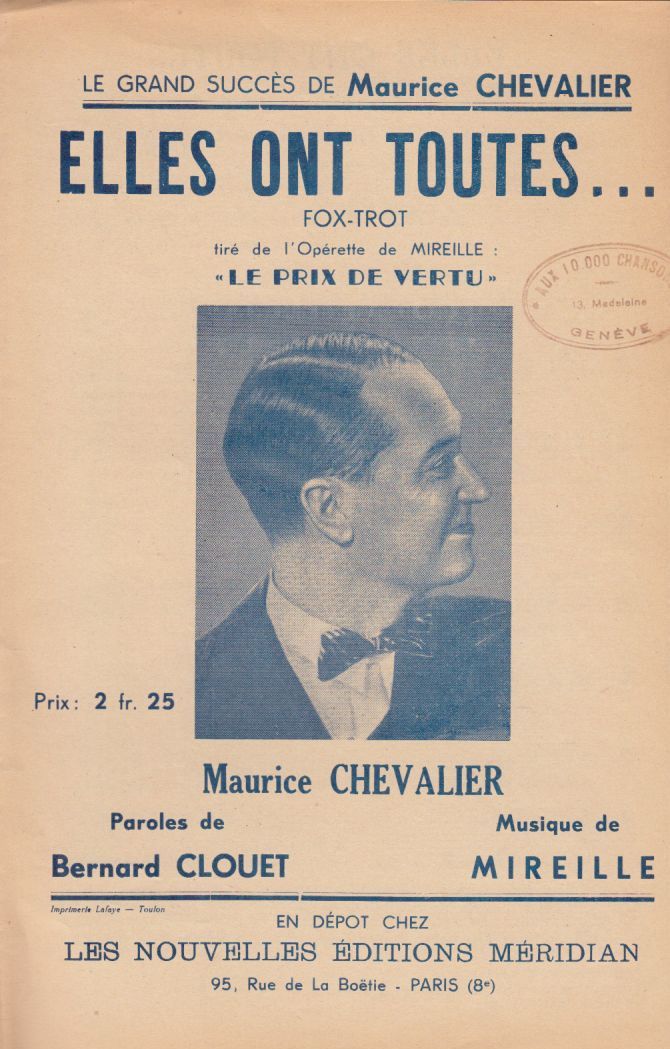 LE GRAND SUCCÈS DE Maurice CHEVALIER
ELLES ONT TOUTES...
FOX-TROT
tiré de l'Opérette de MIREILLE :
« LE PRIX DE VERTU »
* AUX 10.000 CHANSO
13, Madeleine
GENÈVE
Prix : 2 fr. 25
Maurice CHEVALIER
Paroles de
Bernard CLOUET
Musique de
MIREILLE
Imprimerie Lafaye — Toulon
EN DÉPOT CHEZ
LES NOUVELLES ÉDITIONS MÉRIDIAN
95, Rue de La Boëtie - PARIS (8e)